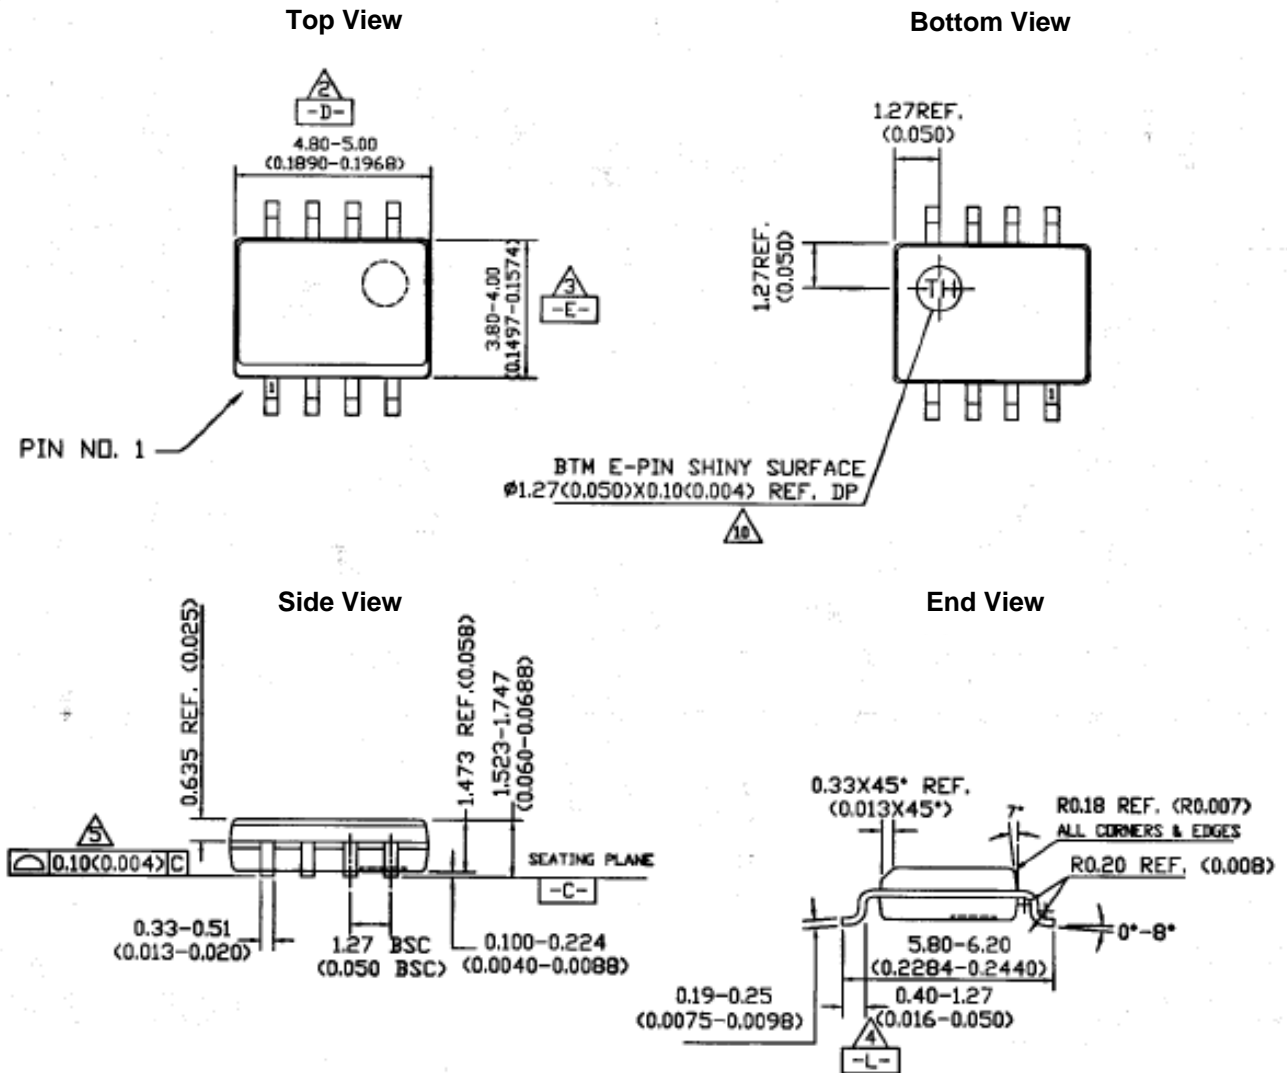 Top View
Bottom View
2
-D-
4.80-5.00
(0.1890-0.1968)
3.80-4.00
(0.1497-0.1574)
3
-E-
1
PIN NO. 1
1.27REF.
(0.050)
1.27REF.
(0.050)
TH
1
BTM E-PIN SHINY SURFACE
ø1.27(0.050)X0.10(0.004) REF. DP
10
Side View
End View
0.635 REF. (0.025)
1.473 REF.(0.058)
1.523-1.747
(0.060-0.0688)
5
0.10(0.004) C
SEATING PLANE
-C-
0.33-0.51
(0.013-0.020)
1.27 BSC
(0.050 BSC)
0.100-0.224
(0.0040-0.0088)
0.33X45° REF.
(0.013X45°)
7°
R0.18 REF. (R0.007)
ALL CORNERS & EDGES
R0.20 REF. (0.008)
0°-8°
5.80-6.20
(0.2284-0.2440)
0.19-0.25
(0.0075-0.0098)
0.40-1.27
(0.016-0.050)
4
-L-